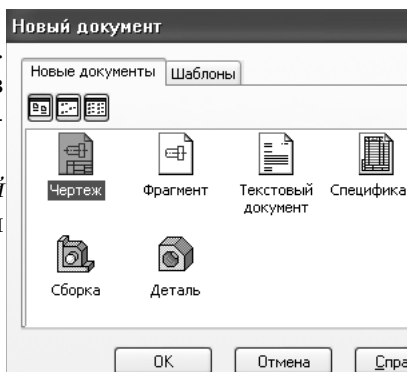 Новый документ
Новые документы Шаблоны
Чертеж Фрагмент Текстовый документ Специфика
Сборка Деталь
OK Отмена Спра